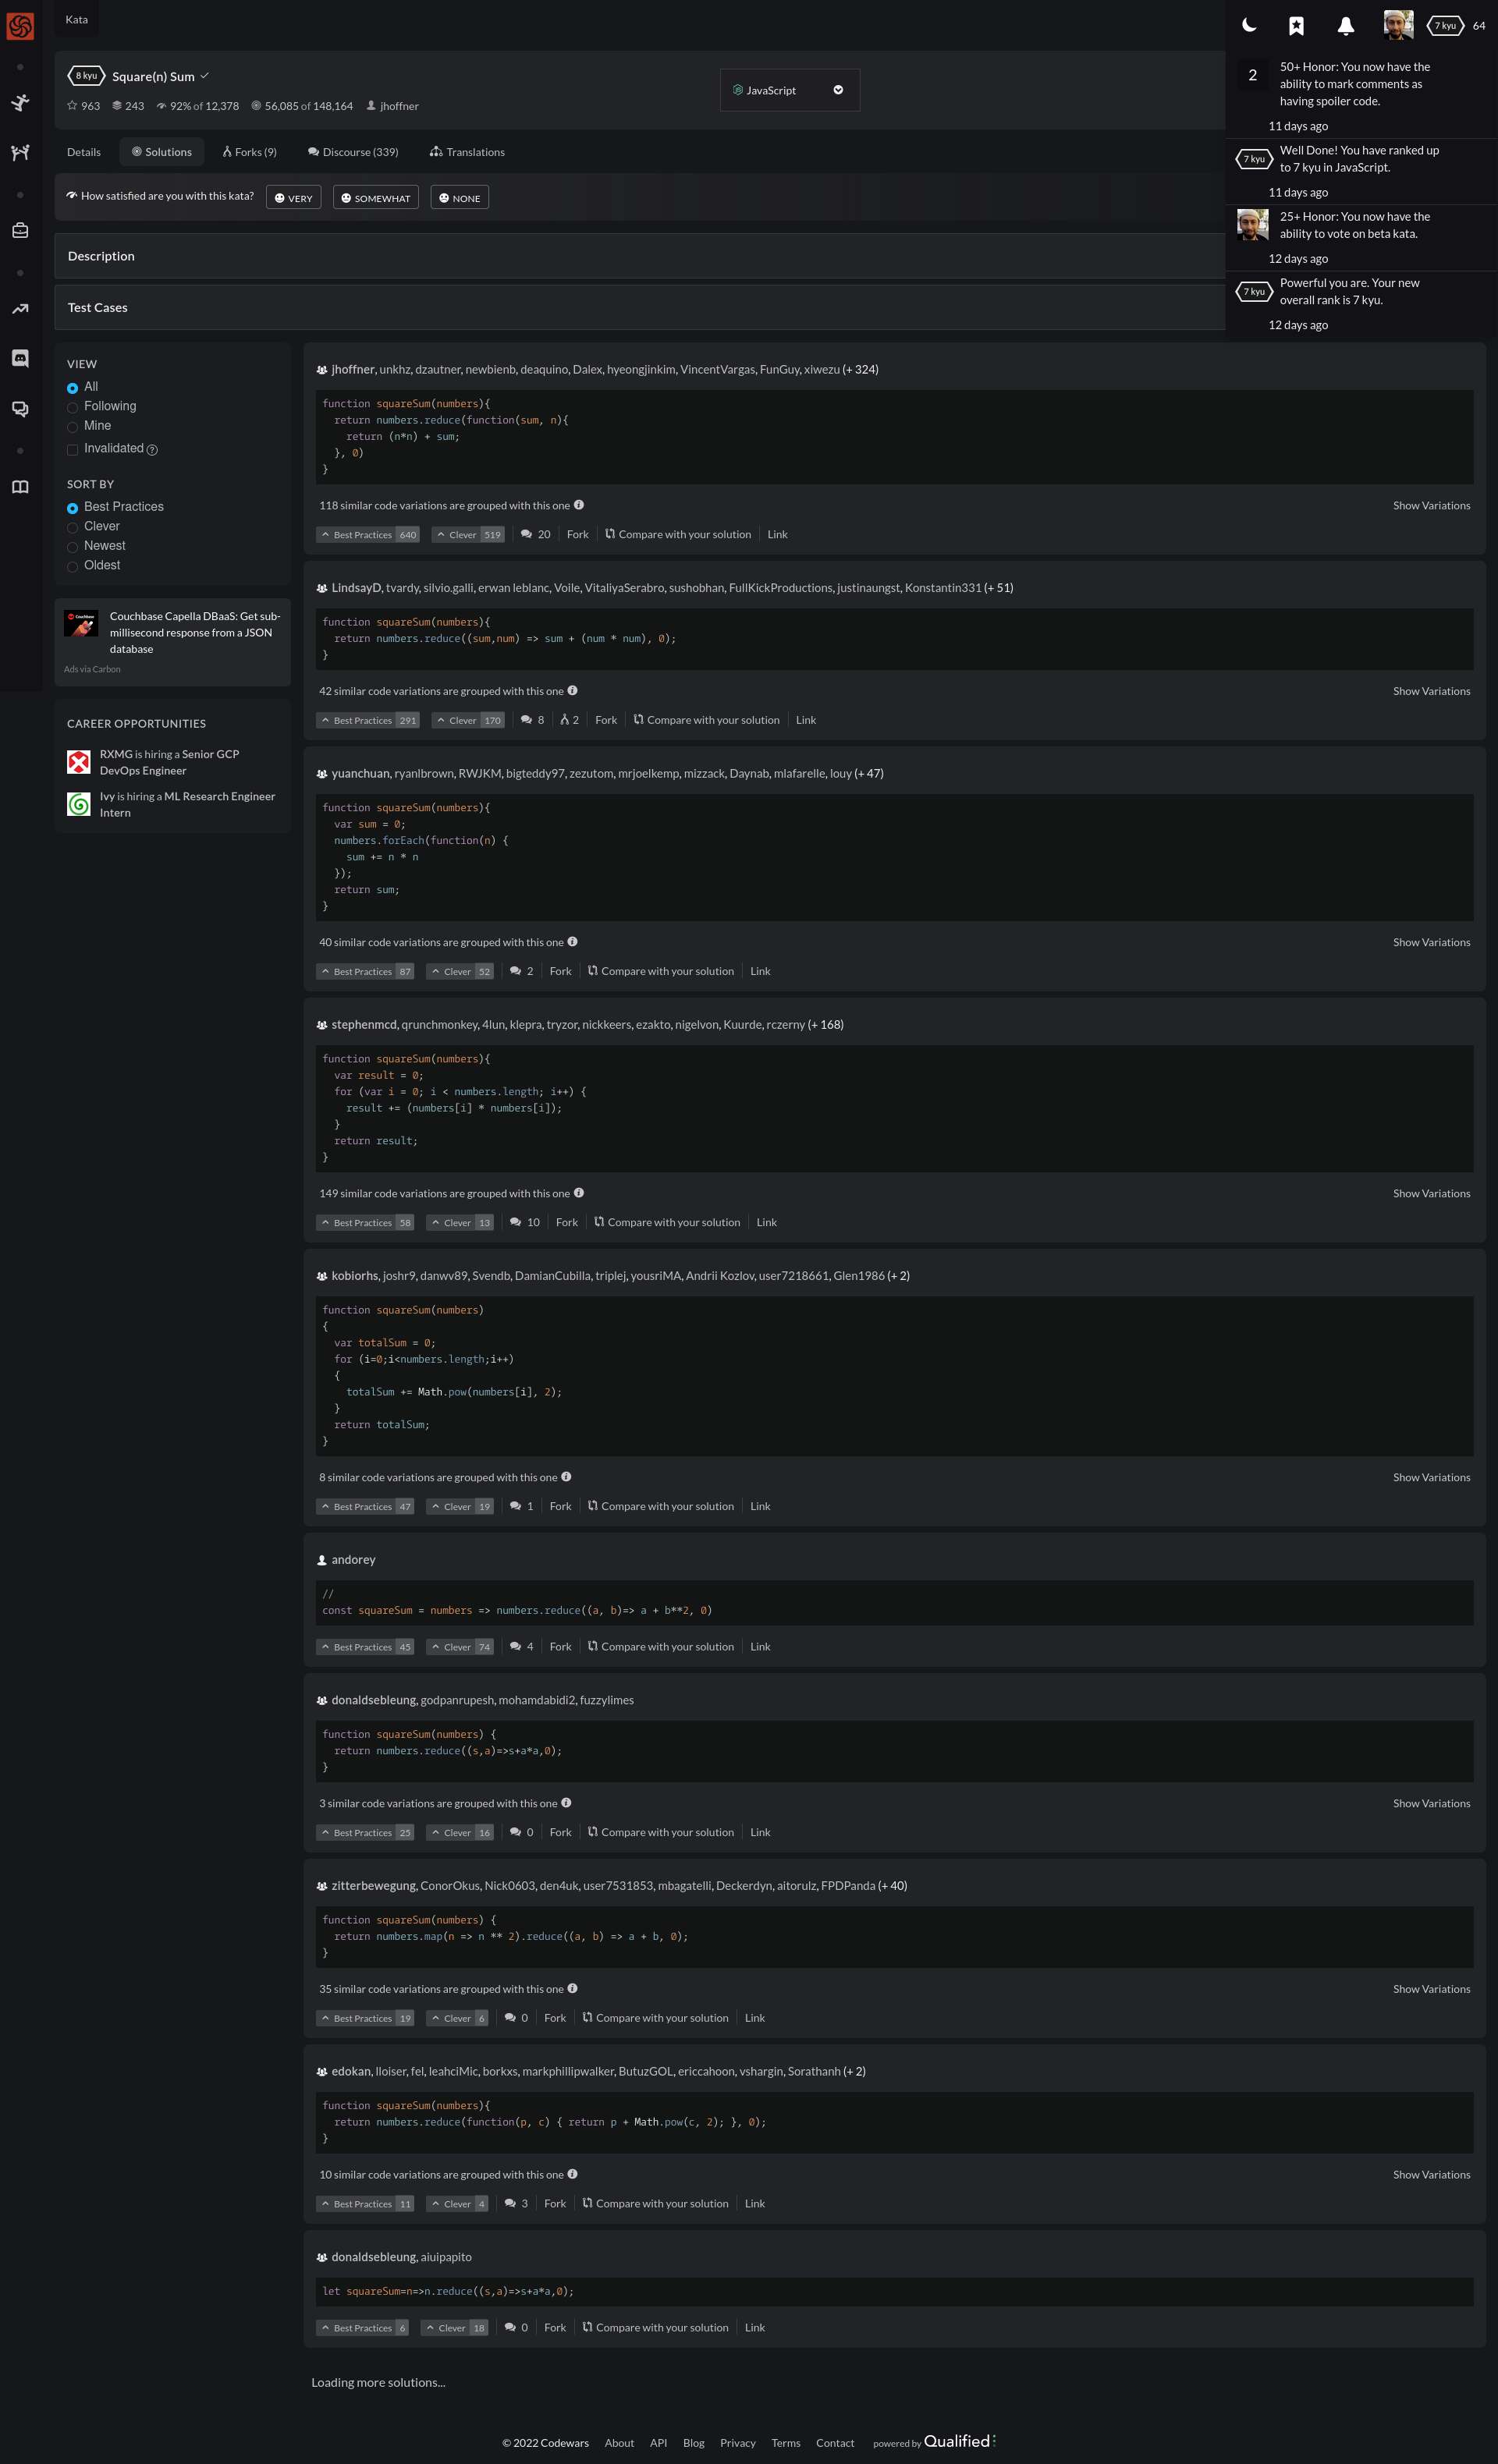 Kata
7 kyu
64
8 kyu
Square(n) Sum
963 243 92% of 12,378 56,085 of 148,164 jhoffner
JavaScript
Details Solutions Forks (9) Discourse (339) Translations
How satisfied are you with this kata? VERY SOMEWHAT NONE
Description
Test Cases
2
50+ Honor: You now have the
ability to mark comments as
having spoiler code.
11 days ago
7 kyu
Well Done! You have ranked up
to 7 kyu in JavaScript.
11 days ago
25+ Honor: You now have the
ability to vote on beta kata.
12 days ago
7 kyu
Powerful you are. Your new
overall rank is 7 kyu.
12 days ago
VIEW
All
Following
Mine
Invalidated
SORT BY
Best Practices
Clever
Newest
Oldest
Couchbase
Couchbase Capella DBaaS: Get sub-
millisecond response from a JSON
database
Ads via Carbon
CAREER OPPORTUNITIES
RXMG is hiring a Senior GCP
DevOps Engineer
Ivy is hiring a ML Research Engineer
Intern
jhoffner, unkhz, dzautner, newbienb, deaquino, Dalex, hyeongjinkim, VincentVargas, FunGuy, xiwezu (+ 324)
function squareSum(numbers){
  return numbers.reduce(function(sum, n){
    return (n*n) + sum;
  }, 0)
}
118 similar code variations are grouped with this one Show Variations
Best Practices 640 Clever 519 20 Fork Compare with your solution Link
LindsayD, tvardy, silvio.galli, erwan leblanc, Voile, VitaliyaSerabro, sushobhan, FullKickProductions, justinaungst, Konstantin331 (+ 51)
function squareSum(numbers){
  return numbers.reduce((sum,num) => sum + (num * num), 0);
}
42 similar code variations are grouped with this one Show Variations
Best Practices 291 Clever 170 8 2 Fork Compare with your solution Link
yuanchuan, ryanlbrown, RWJKM, bigteddy97, zezutom, mrjoelkemp, mizzack, Daynab, mlafarelle, louy (+ 47)
function squareSum(numbers){
  var sum = 0;
  numbers.forEach(function(n) {
    sum += n * n
  });
  return sum;
}
40 similar code variations are grouped with this one Show Variations
Best Practices 87 Clever 52 2 Fork Compare with your solution Link
stephenmcd, qrunchmonkey, 4lun, klepra, tryzor, nickkeers, ezakto, nigelvon, Kuurde, rczerny (+ 168)
function squareSum(numbers){
  var result = 0;
  for (var i = 0; i < numbers.length; i++) {
    result += (numbers[i] * numbers[i]);
  }
  return result;
}
149 similar code variations are grouped with this one Show Variations
Best Practices 58 Clever 13 10 Fork Compare with your solution Link
kobiorhs, joshr9, danwv89, Svendb, DamianCubilla, triplej, yousriMA, Andrii Kozlov, user7218661, Glen1986 (+ 2)
function squareSum(numbers)
{
  var totalSum = 0;
  for (i=0;i<numbers.length;i++)
  {
    totalSum += Math.pow(numbers[i], 2);
  }
  return totalSum;
}
8 similar code variations are grouped with this one Show Variations
Best Practices 47 Clever 19 1 Fork Compare with your solution Link
andorey
//
const squareSum = numbers => numbers.reduce((a, b)=> a + b**2, 0)
Best Practices 45 Clever 74 4 Fork Compare with your solution Link
donaldsebleung, godpanrupesh, mohamdabidi2, fuzzylimes
function squareSum(numbers) {
  return numbers.reduce((s,a)=>s+a*a,0);
}
3 similar code variations are grouped with this one Show Variations
Best Practices 25 Clever 16 0 Fork Compare with your solution Link
zitterbewegung, ConorOkus, Nick0603, den4uk, user7531853, mbagatelli, Deckerdyn, aitorulz, FPDPanda (+ 40)
function squareSum(numbers) {
  return numbers.map(n => n ** 2).reduce((a, b) => a + b, 0);
}
35 similar code variations are grouped with this one Show Variations
Best Practices 19 Clever 6 0 Fork Compare with your solution Link
edokan, lloiser, fel, leahciMic, borkxs, markphillipwalker, ButuzGOL, ericcahoon, vshargin, Sorathanh (+ 2)
function squareSum(numbers){
  return numbers.reduce(function(p, c) { return p + Math.pow(c, 2); }, 0);
}
10 similar code variations are grouped with this one Show Variations
Best Practices 11 Clever 4 3 Fork Compare with your solution Link
donaldsebleung, aiuipapito
let squareSum=n=>n.reduce((s,a)=>s+a*a,0);
Best Practices 6 Clever 18 0 Fork Compare with your solution Link
Loading more solutions...
© 2022 Codewars About API Blog Privacy Terms Contact powered by Qualified